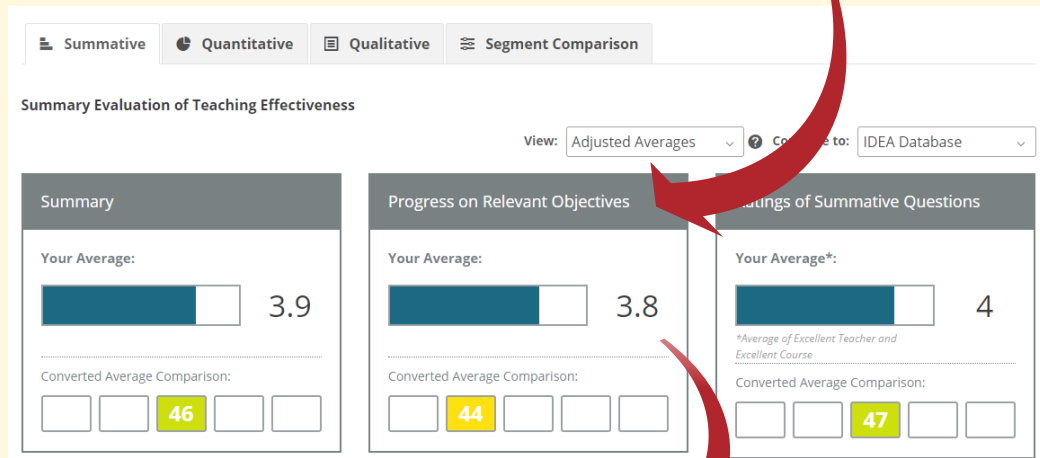 Summative Quantitative Qualitative Segment Comparison
Summary Evaluation of Teaching Effectiveness
View: Adjusted Averages to: IDEA Database
Summary Progress on Relevant Objectives of Summative Questions
Your Average: Your Average: Your Average*:
3.9 3.8 4
*Average of Excellent Teacher and
Excellent Course
Converted Average Comparison: Converted Average Comparison: Converted Average Comparison:
46 44 47